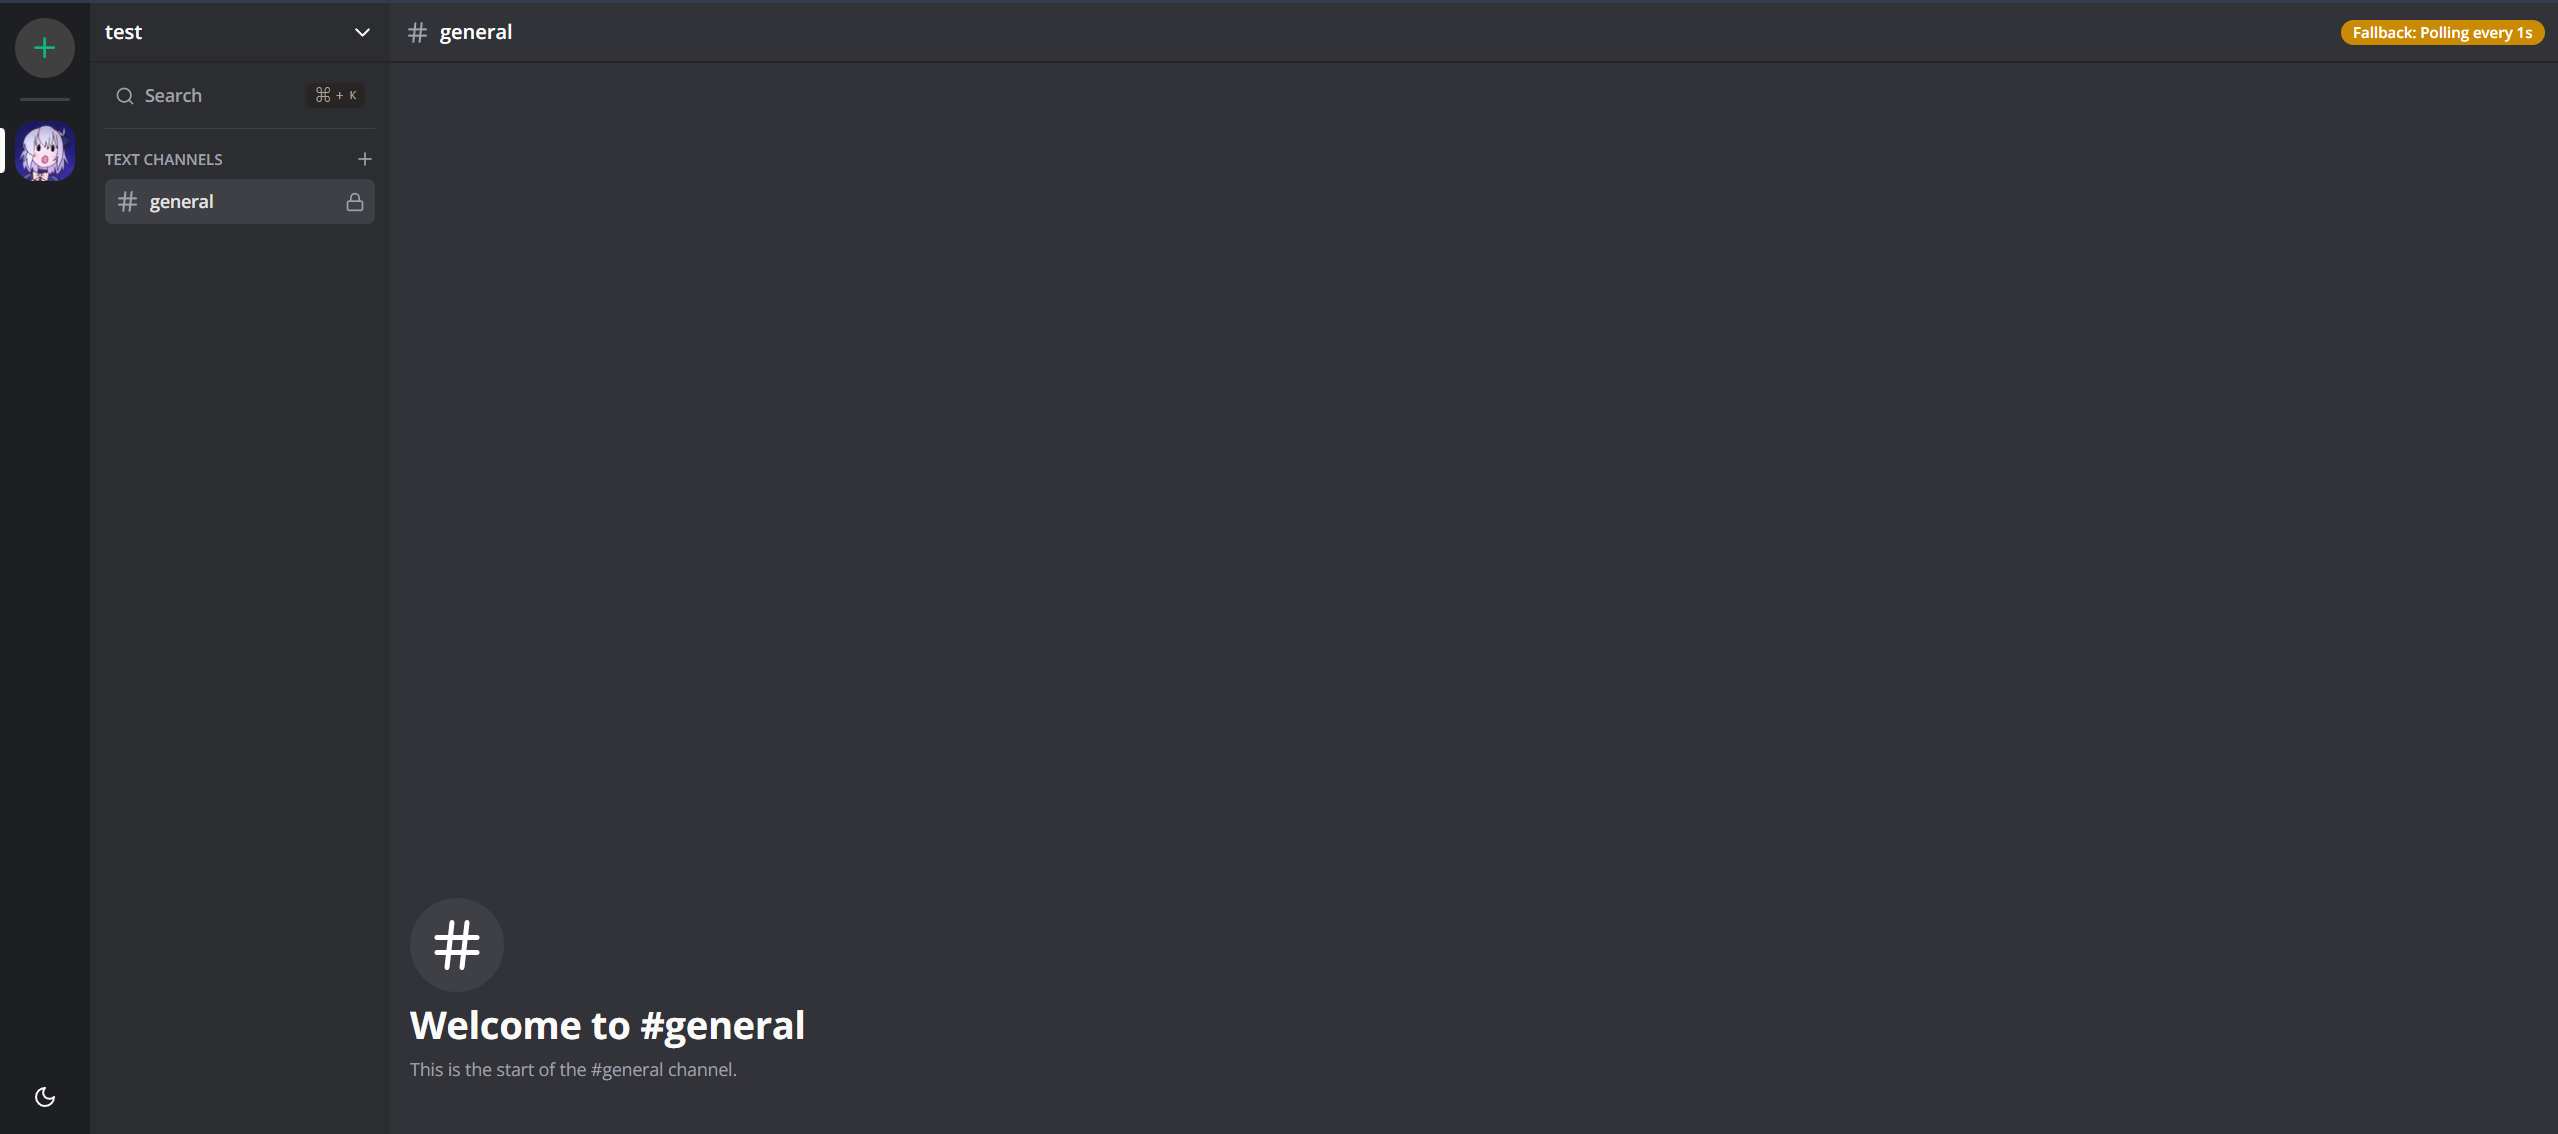 test
# general
Fallback: Polling every 1s
Search
⌘ + K
TEXT CHANNELS
# general
#
Welcome to #general
This is the start of the #general channel.